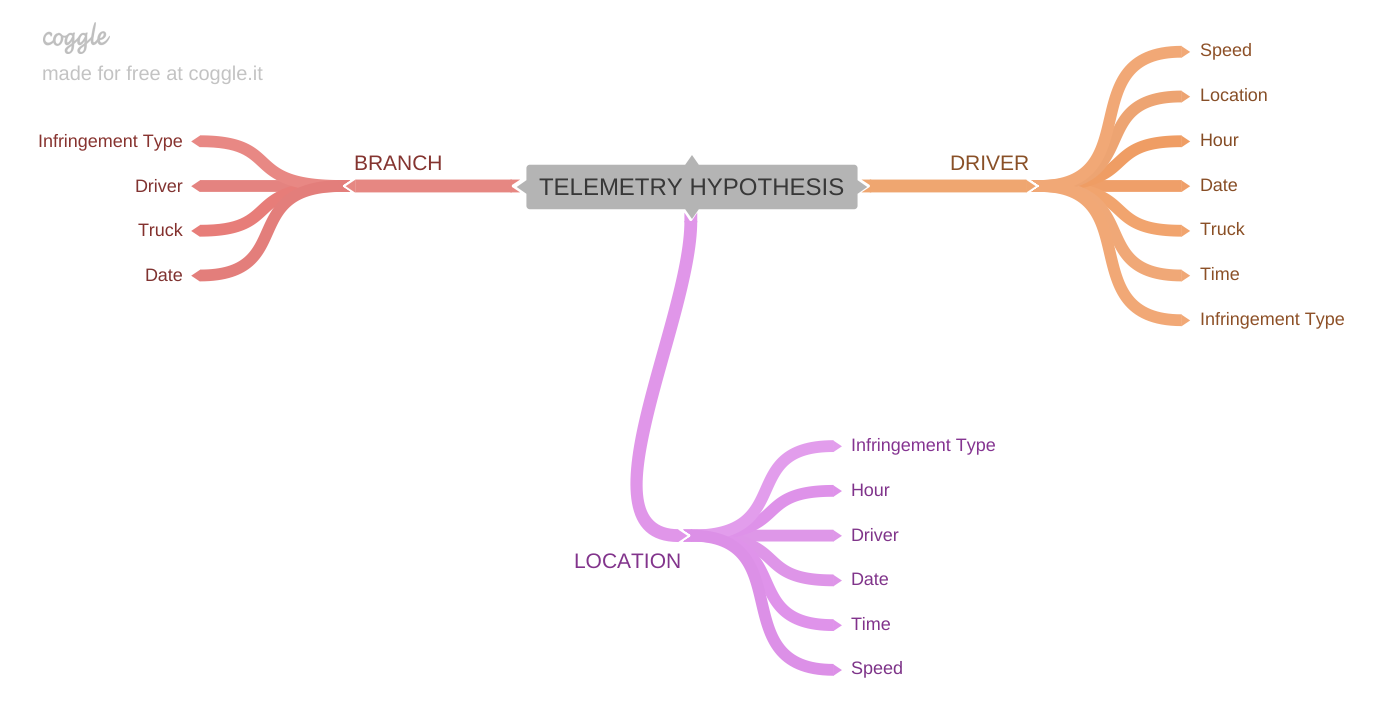 coggle
made for free at coggle.it
TELEMETRY HYPOTHESIS
BRANCH
Infringement Type
Driver
Truck
Date
DRIVER
Speed
Location
Hour
Date
Truck
Time
Infringement Type
LOCATION
Infringement Type
Hour
Driver
Date
Time
Speed